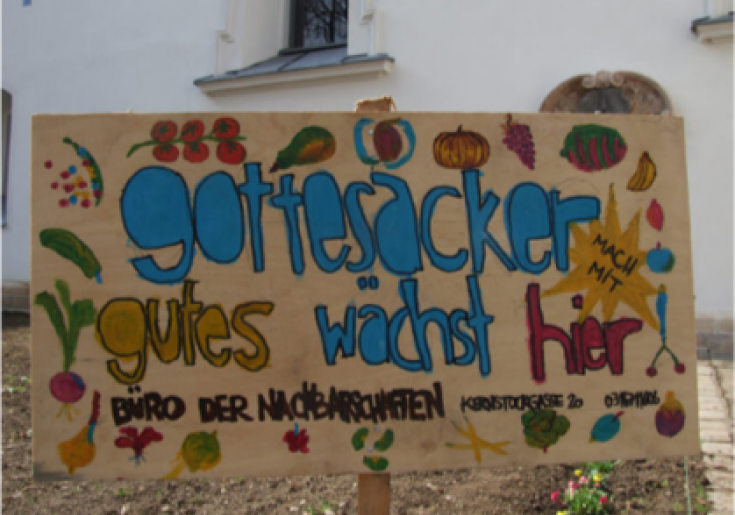 gottesacker
MACH
MIT
gutes wächst hier
BÜRO DER NACHBARSCHAFTEN KERNSTOCKGASSE 20